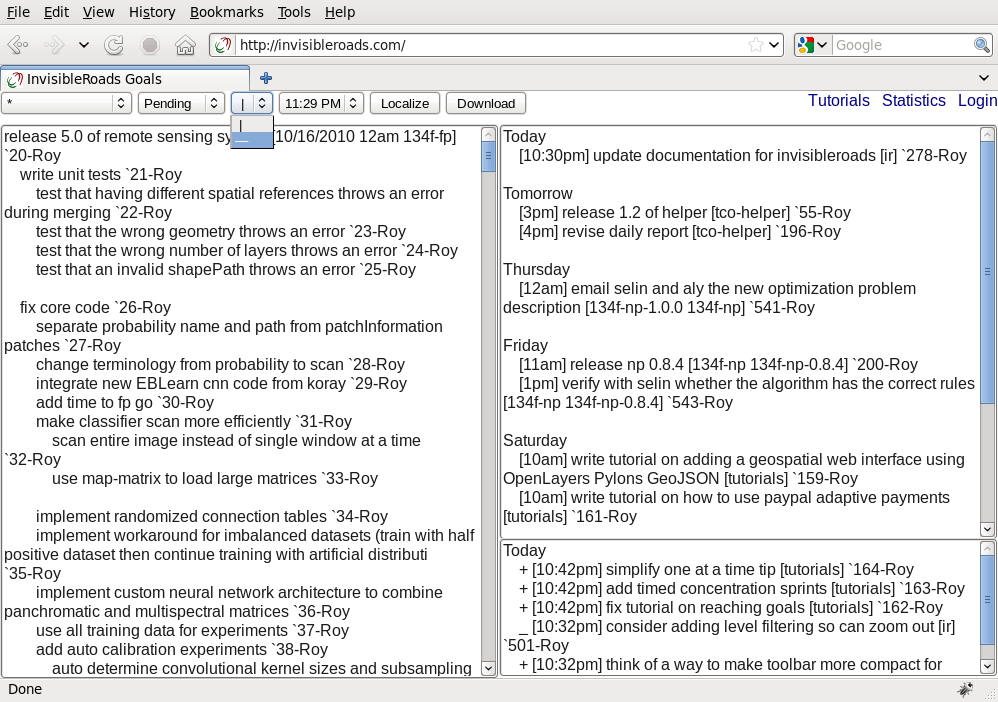 File Edit View History Bookmarks Tools Help
http://invisibleroads.com/
Google
InvisibleRoads Goals
* Pending | 11:29 PM Localize Download
Tutorials Systems Login
|
__
release 5.0 of remote sensing sy [10/16/2010 12am 134f-fp]
`20-Roy
write unit tests `21-Roy
test that having different spatial references throws an error
during merging `22-Roy
test that the wrong geometry throws an error `23-Roy
test that the wrong number of layers throws an error `24-Roy
test that an invalid shapePath throws an error `25-Roy
fix core code `26-Roy
separate probability name and path from patchInformation
patches `27-Roy
change terminology from probability to scan `28-Roy
integrate new EBLearn cnn code from koray `29-Roy
add time to fp go `30-Roy
make classifier scan more efficiently `31-Roy
scan entire image instead of single window at a time
`32-Roy
use map-matrix to load large matrices `33-Roy
implement randomized connection tables `34-Roy
implement workaround for imbalanced datasets (train with half
positive dataset then continue training with artificial distributi
`35-Roy
implement custom neural network architecture to combine
panchromatic and multispectral matrices `36-Roy
use all training data for experiments `37-Roy
add auto calibration experiments `38-Roy
auto determine convolutional kernel sizes and subsampling
Today
[10:30pm] update documentation for invisibleroads [ir] `278-Roy
Tomorrow
[3pm] release 1.2 of helper [tco-helper] `55-Roy
[4pm] revise daily report [tco-helper] `196-Roy
Thursday
[12am] email selin and aly the new optimization problem
description [134f-np-1.0.0 134f-np] `541-Roy
Friday
[11am] release np 0.8.4 [134f-np 134f-np-0.8.4] `200-Roy
[1pm] verify with selin whether the algorithm has the correct rules
[134f-np 134f-np-0.8.4] `543-Roy
Saturday
[10am] write tutorial on adding a geospatial web interface using
OpenLayers Pylons GeoJSON [tutorials] `159-Roy
[10am] write tutorial on how to use paypal adaptive payments
[tutorials] `161-Roy
Today
+ [10:42pm] simplify one at a time tip [tutorials] `164-Roy
+ [10:42pm] add timed concentration sprints [tutorials] `163-Roy
+ [10:42pm] fix tutorial on reaching goals [tutorials] `162-Roy
_ [10:32pm] consider adding level filtering so can zoom out [ir]
`501-Roy
+ [10:32pm] think of a way to make toolbar more compact for
Done